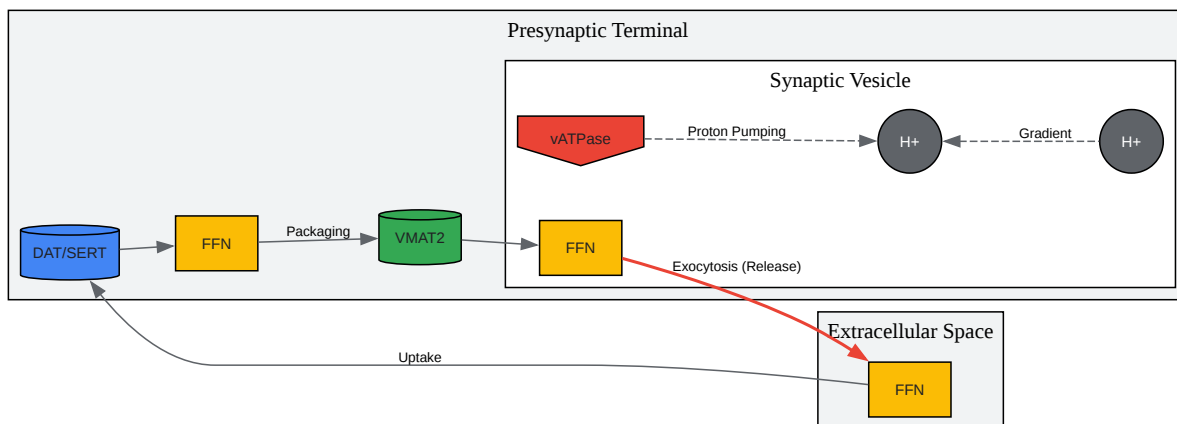 Presynaptic Terminal
Synaptic Vesicle
vATPase
Proton Pumping
H+
Gradient
H+
DAT/SERT
FFN
Packaging
VMAT2
FFN
Exocytosis (Release)
Extracellular Space
Uptake
FFN